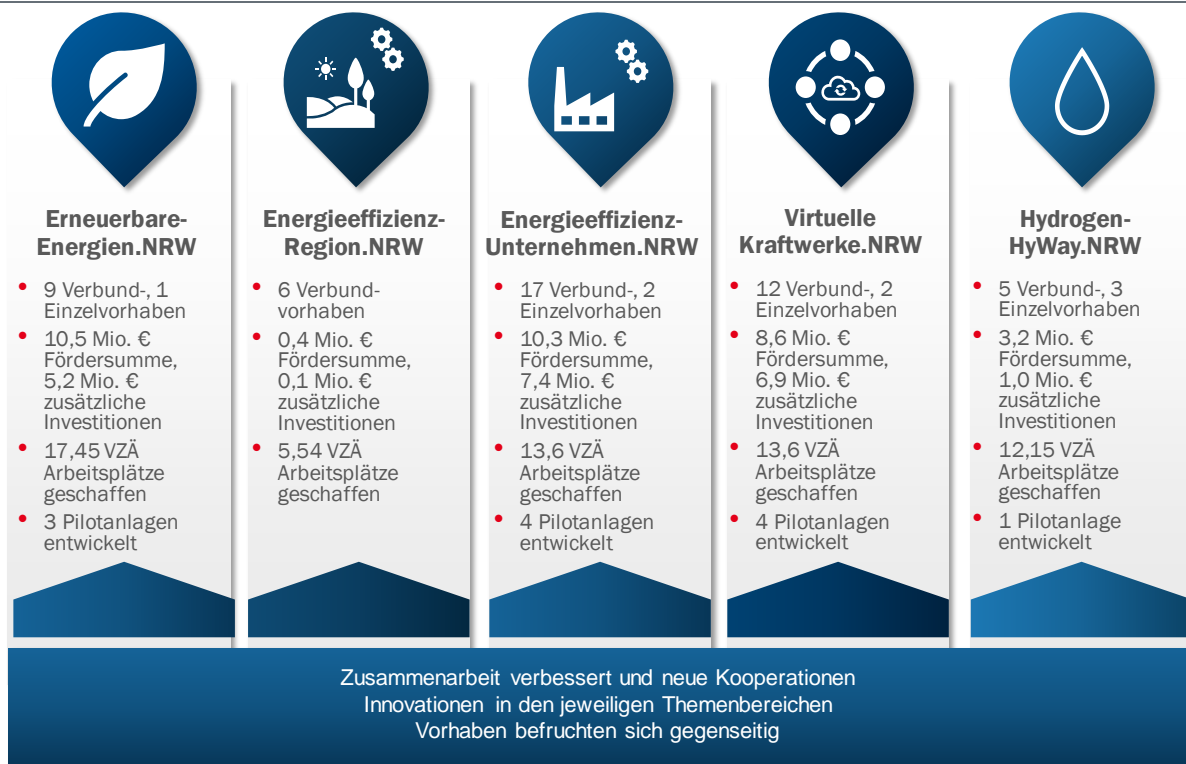 Erneuerbare-
Energien.NRW
• 9 Verbund-, 1
Einzelvorhaben
• 10,5 Mio. €
Fördersumme,
5,2 Mio. €
zusätzliche
Investitionen
• 17,45 VZÄ
Arbeitsplätze
geschaffen
• 3 Pilotanlagen
entwickelt
Energieeffizienz-
Region.NRW
• 6 Verbund-
vorhaben
• 0,4 Mio. €
Fördersumme,
0,1 Mio. €
zusätzliche
Investitionen
• 5,54 VZÄ
Arbeitsplätze
geschaffen
Energieeffizienz-
Unternehmen.NRW
• 17 Verbund-, 2
Einzelvorhaben
• 10,3 Mio. €
Fördersumme,
7,4 Mio. €
zusätzliche
Investitionen
• 13,6 VZÄ
Arbeitsplätze
geschaffen
• 4 Pilotanlagen
entwickelt
Virtuelle
Kraftwerke.NRW
• 12 Verbund-, 2
Einzelvorhaben
• 8,6 Mio. €
Fördersumme,
6,9 Mio. €
zusätzliche
Investitionen
• 13,6 VZÄ
Arbeitsplätze
geschaffen
• 4 Pilotanlagen
entwickelt
Hydrogen-
HyWay.NRW
• 5 Verbund-, 3
Einzelvorhaben
• 3,2 Mio. €
Fördersumme,
1,0 Mio. €
zusätzliche
Investitionen
• 12,15 VZÄ
Arbeitsplätze
geschaffen
• 1 Pilotanlage
entwickelt
Zusammenarbeit verbessert und neue Kooperationen
Innovationen in den jeweiligen Themenbereichen
Vorhaben befruchten sich gegenseitig